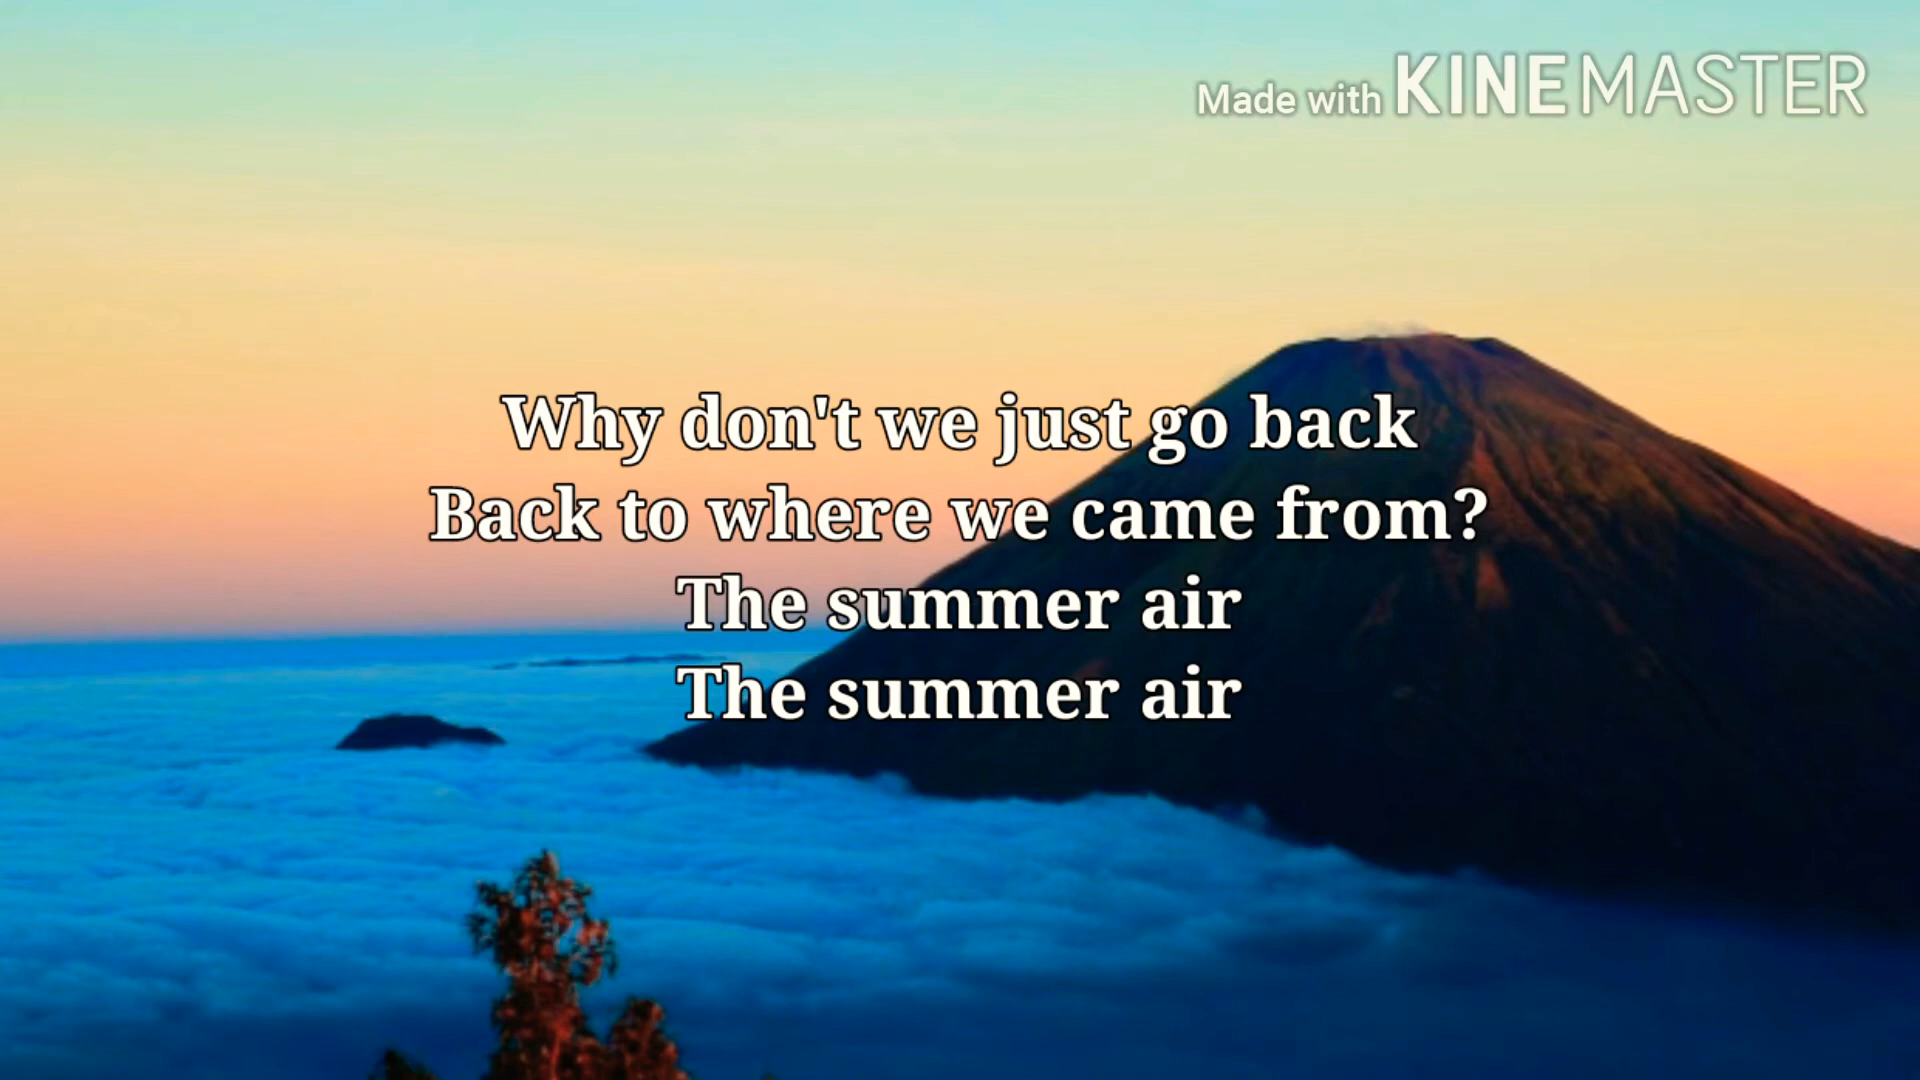 Made with KINEMASTER
Why don't we just go back
Back to where we came from?
The summer air
The summer air